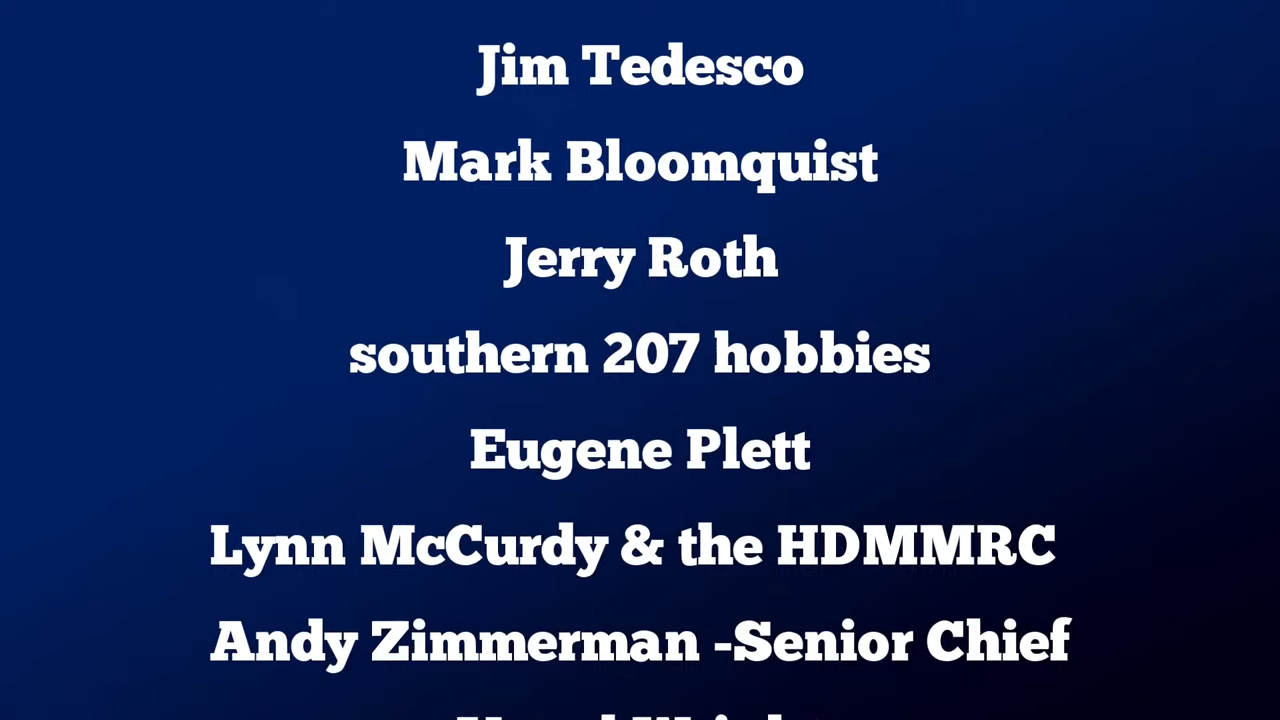 Jim Tedesco
Mark Bloomquist
Jerry Roth
southern 207 hobbies
Eugene Plett
Lynn McCurdy & the HDMMRC
Andy Zimmerman -Senior Chief